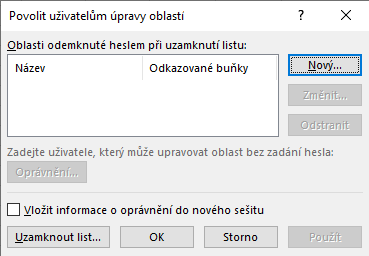 Povolit uživatelům úpravy oblastí
Oblasti odemknuté heslem při uzamknutí listu:
Název Odkazované buňky
Nový...
Změnit...
Odstranit
Zadejte uživatele, který může upravovat oblast bez zadání hesla:
Oprávnění...
Vložit informace o oprávnění do nového sešitu
Uzamknout list... OK Storno Použít